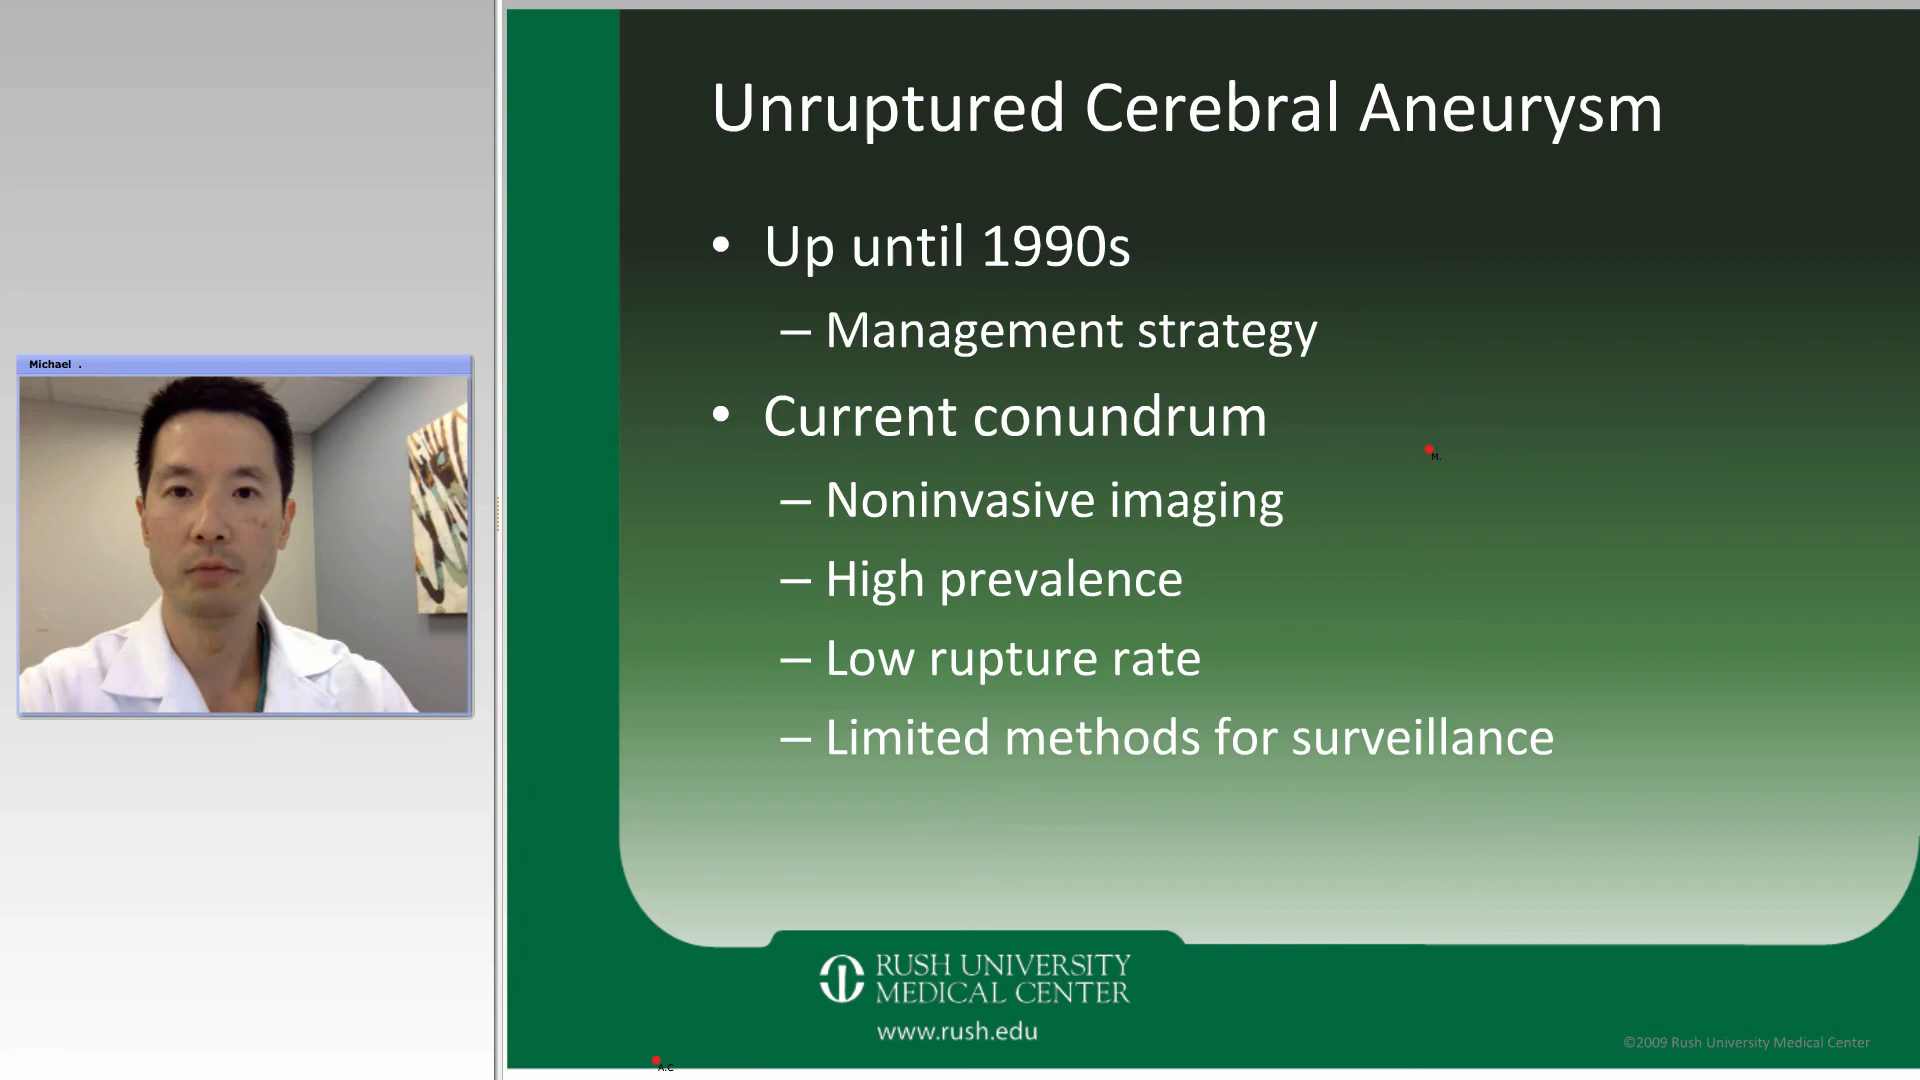 Michael .
Unruptured Cerebral Aneurysm
• Up until 1990s
– Management strategy
• Current conundrum
M.
– Noninvasive imaging
– High prevalence
– Low rupture rate
– Limited methods for surveillance
RUSH UNIVERSITY
MEDICAL CENTER
www.rush.edu
©2009 Rush University Medical Center
A.C